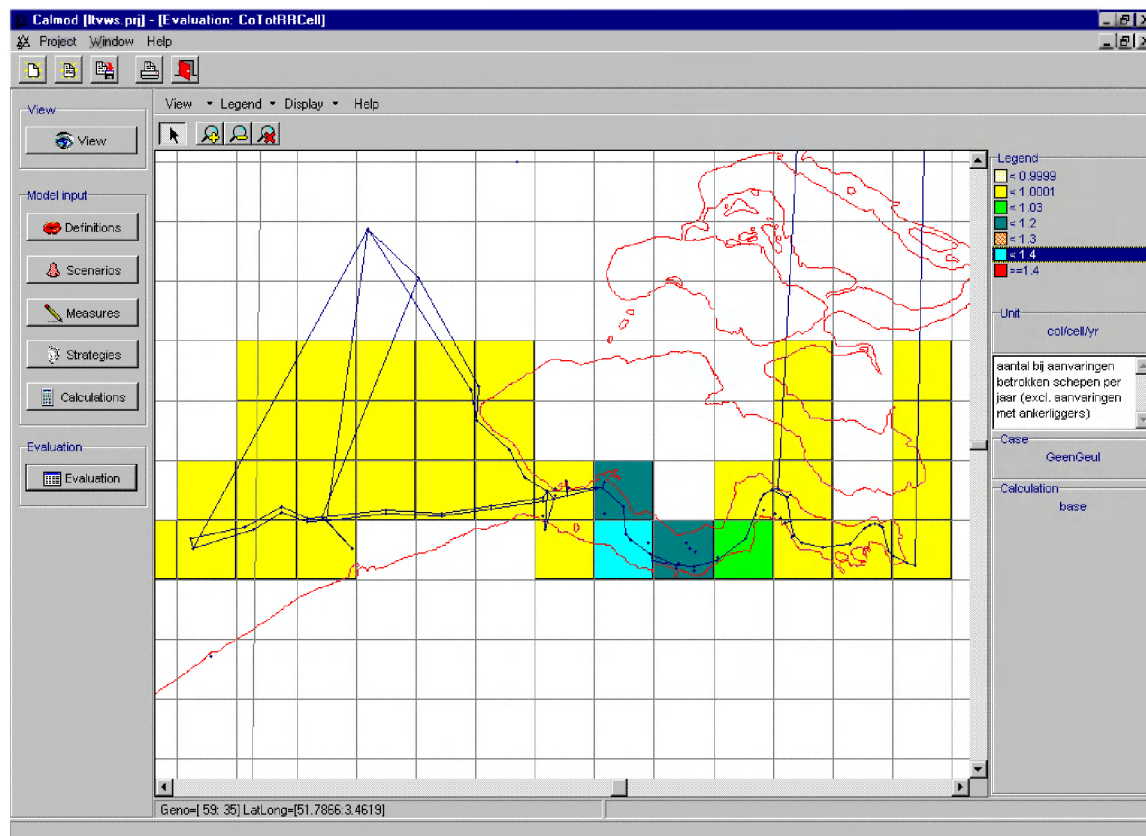 Calmod [ltvws.prj] - [Evaluation: CoTotRRCell]
Project Window Help
View Legend Display Help
View
View
Model input
Definitions
Scenarios
Measures
Strategies
Calculations
Evaluation
Evaluation
Legend
< 0.9999
< 1.0001
< 1.03
< 1.2
< 1.3
< 1.4
>=1.4
Unit
col/cell/yr
aantal bij aanvaringen
betrokken schepen per
jaar (excl. aanvaringen
met ankerliggers)
Case
GeenGeul
Calculation
base
Geno=[ 59: 35] LatLong=[51.7866:3.4619]